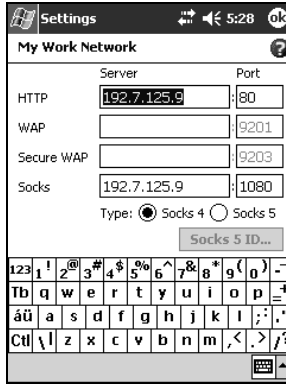 Settings 5:28 ok
My Work Network ?
Server Port
HTTP 192.7.125.9 : 80
WAP : 9201
Secure WAP : 9203
Socks 192.7.125.9 : 1080
Type: Socks 4 Socks 5
Socks 5 ID...
123 1 ! 2 @ 3 # 4 $ 5 % 6 ^ 7 & 8 * 9 ( 0 ) - _
Tb q w e r t y u i o p = +
áü a s d f g h j k l ; : ' "
Ctl \ | z x c v b n m , < . > / ?